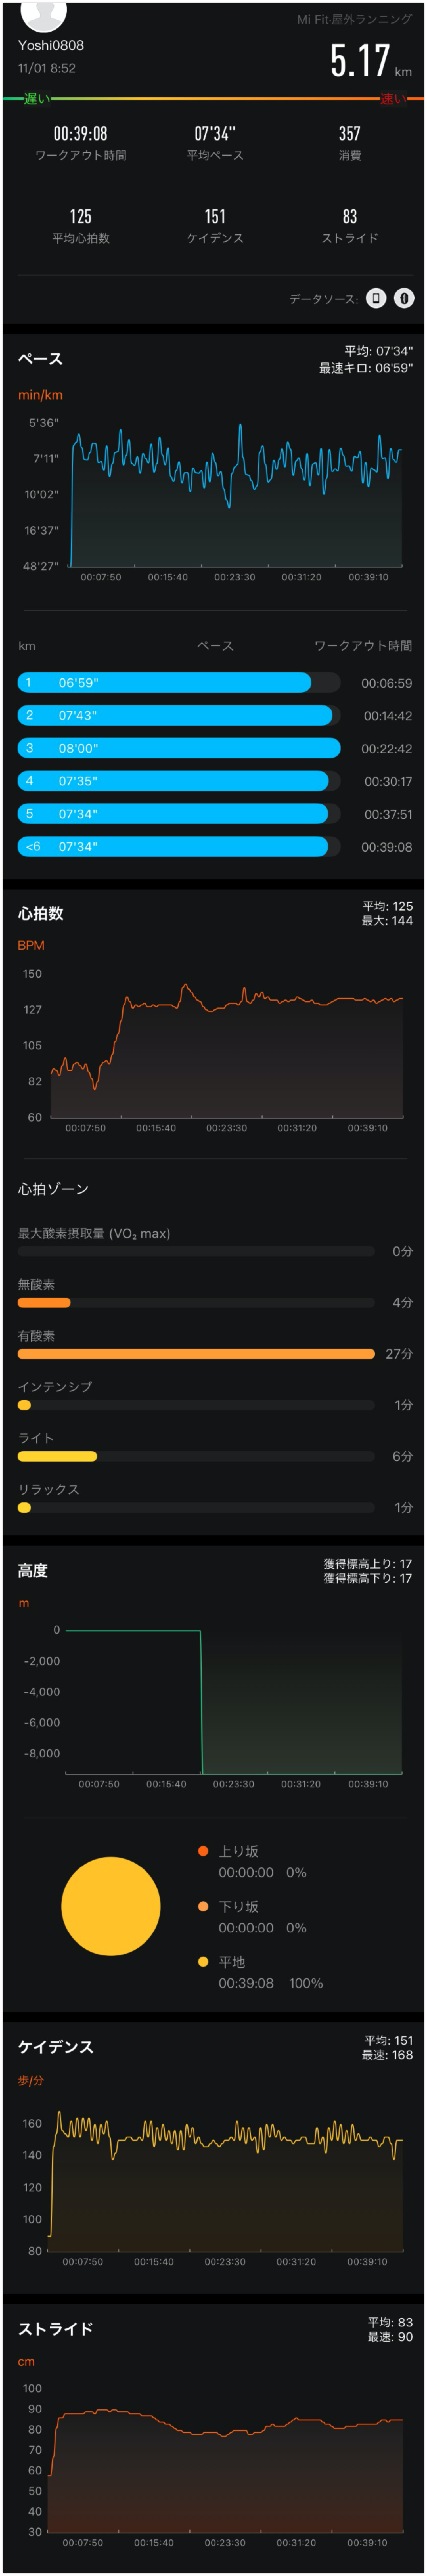 Mi Fit·屋外ランニング
Yoshi0808
11/01 8:52
5.17 km
遅い 速い
00:39:08 07'34" 357
ワークアウト時間 平均ペース 消費
125 151 83
平均心拍数 ケイデンス ストライド
データソース:
ペース
平均: 07'34"
最速キロ: 06'59"
min/km
5'36"
7'11"
10'02"
16'37"
48'27"
00:07:50 00:15:40 00:23:30 00:31:20 00:39:10
km ペース ワークアウト時間
1 06'59" 00:06:59
2 07'43" 00:14:42
3 08'00" 00:22:42
4 07'35" 00:30:17
5 07'34" 00:37:51
<6 07'34" 00:39:08
心拍数
平均: 125
最大: 144
BPM
150
127
105
82
60
00:07:50 00:15:40 00:23:30 00:31:20 00:39:10
心拍ゾーン
最大酸素摂取量 (VO₂ max)
0分
無酸素
4分
有酸素
27分
インテンシブ
1分
ライト
6分
リラックス
1分
高度
獲得標高上り: 17
獲得標高下り: 17
m
0
-2,000
-4,000
-6,000
-8,000
00:07:50 00:15:40 00:23:30 00:31:20 00:39:10
上り坂
00:00:00 0%
下り坂
00:00:00 0%
平地
00:39:08 100%
ケイデンス
平均: 151
最速: 168
歩/分
160
140
120
100
80
00:07:50 00:15:40 00:23:30 00:31:20 00:39:10
ストライド
平均: 83
最速: 90
cm
100
90
80
70
60
50
40
30
00:07:50 00:15:40 00:23:30 00:31:20 00:39:10